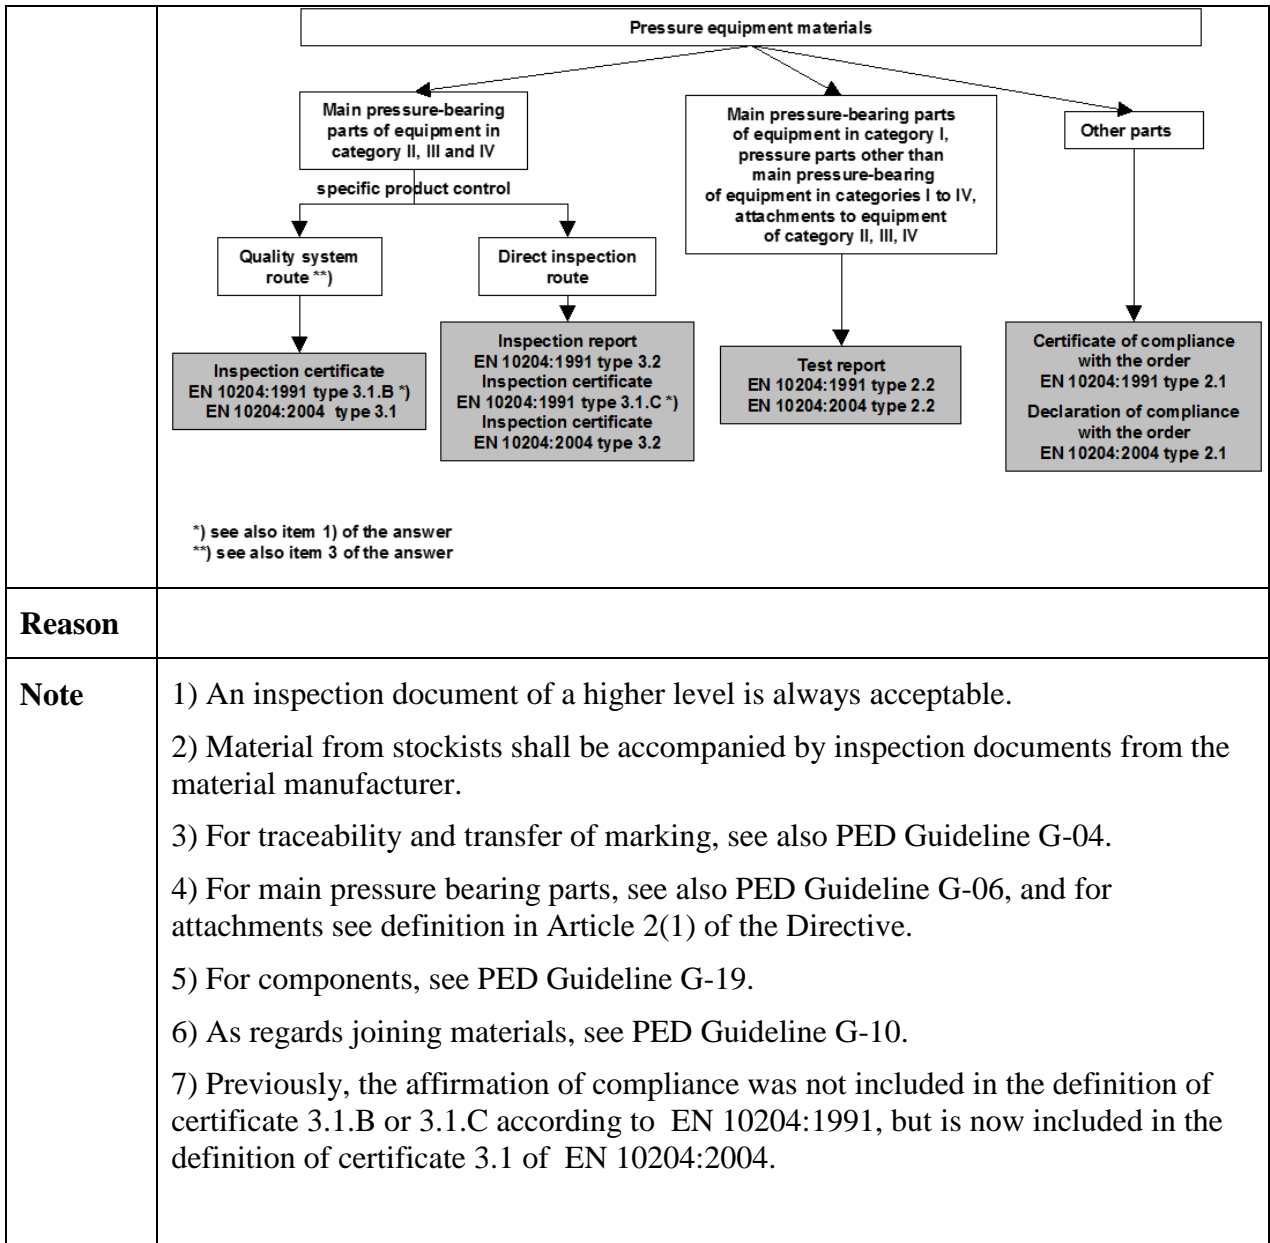 Pressure equipment materials
Main pressure-bearing
parts of equipment in
category II, III and IV
Main pressure-bearing parts
of equipment in category I,
pressure parts other than
main pressure-bearing
of equipment in categories I to IV,
attachments to equipment
of category II, III, IV
Other parts
specific product control
Quality system
route **)
Direct inspection
route
Inspection certificate
EN 10204:1991 type 3.1.B *)
EN 10204:2004 type 3.1
Inspection report
EN 10204:1991 type 3.2
Inspection certificate
EN 10204:1991 type 3.1.C *)
Inspection certificate
EN 10204:2004 type 3.2
Test report
EN 10204:1991 type 2.2
EN 10204:2004 type 2.2
Certificate of compliance
with the order
EN 10204:1991 type 2.1
Declaration of compliance
with the order
EN 10204:2004 type 2.1
*) see also item 1) of the answer
**) see also item 3 of the answer
Reason
Note
1) An inspection document of a higher level is always acceptable.
2) Material from stockists shall be accompanied by inspection documents from the
material manufacturer.
3) For traceability and transfer of marking, see also PED Guideline G-04.
4) For main pressure bearing parts, see also PED Guideline G-06, and for
attachments see definition in Article 2(1) of the Directive.
5) For components, see PED Guideline G-19.
6) As regards joining materials, see PED Guideline G-10.
7) Previously, the affirmation of compliance was not included in the definition of
certificate 3.1.B or 3.1.C according to EN 10204:1991, but is now included in the
definition of certificate 3.1 of EN 10204:2004.